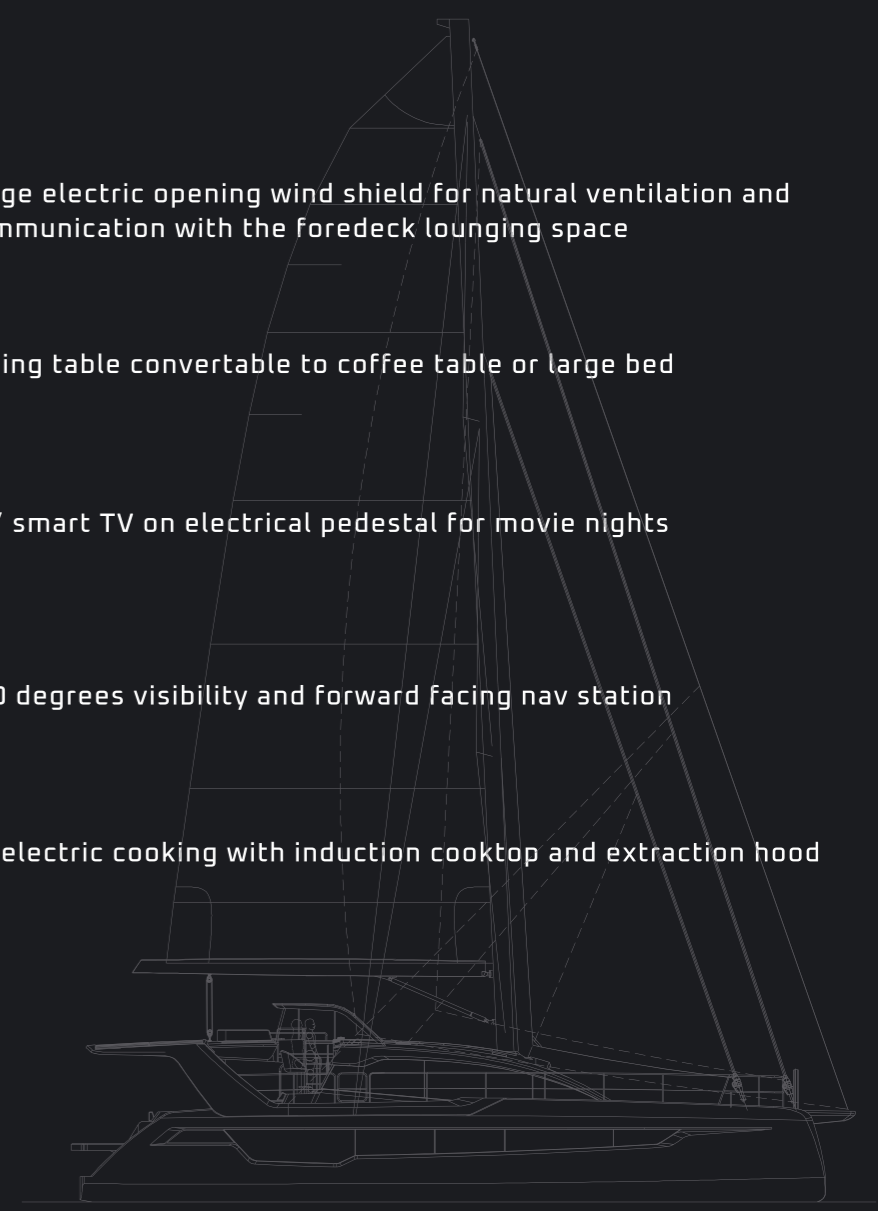 ge electric opening wind shield for natural ventilation and
mmunication with the foredeck lounging space
ing table convertable to coffee table or large bed
smart TV on electrical pedestal for movie nights
degrees visibility and forward facing nav station
electric cooking with induction cooktop and extraction hood